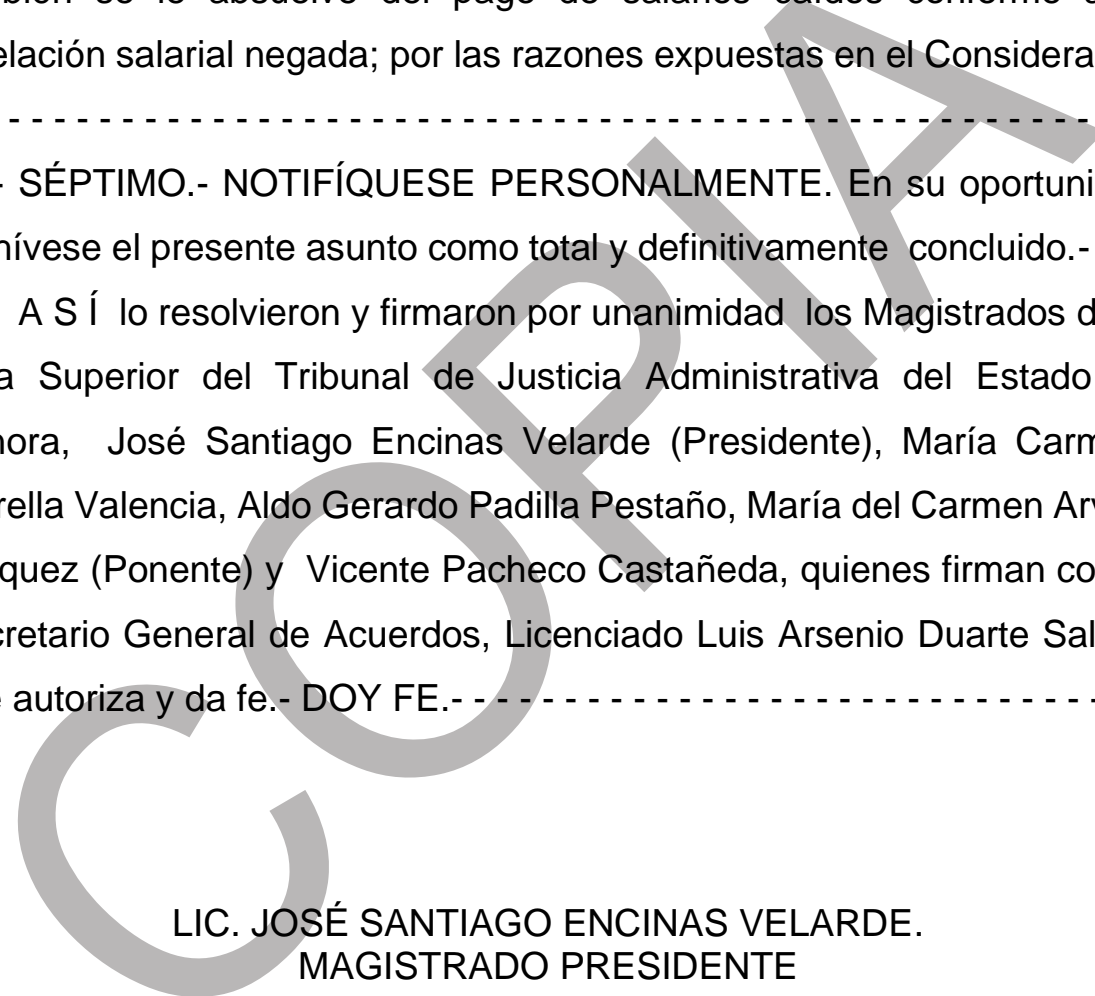 se le absuelve del pago de salarios caídos conforme
elación salarial negada; por las razones expuestas en el Considera
- - - - - - - - - - - - - - - - - - - - - - - - - - - - - - - - - - - - - - - - - - - - - - - - -
- SÉPTIMO.- NOTIFÍQUESE PERSONALMENTE. En su oportuni
hívese el presente asunto como total y definitivamente concluido.-
A S Í lo resolvieron y firmaron por unanimidad los Magistrados d
a Superior del Tribunal de Justicia Administrativa del Estado
nora, José Santiago Encinas Velarde (Presidente), María Carm
rella Valencia, Aldo Gerardo Padilla Pestaño, María del Carmen Arv
quez (Ponente) y Vicente Pacheco Castañeda, quienes firman co
cretario General de Acuerdos, Licenciado Luis Arsenio Duarte Sal
e autoriza y da fe.- DOY FE.- - - - - - - - - - - - - - - - - - - - - - - - - - - - -
LIC. JOSÉ SANTIAGO ENCINAS VELARDE.
MAGISTRADO PRESIDENTE
COPIA